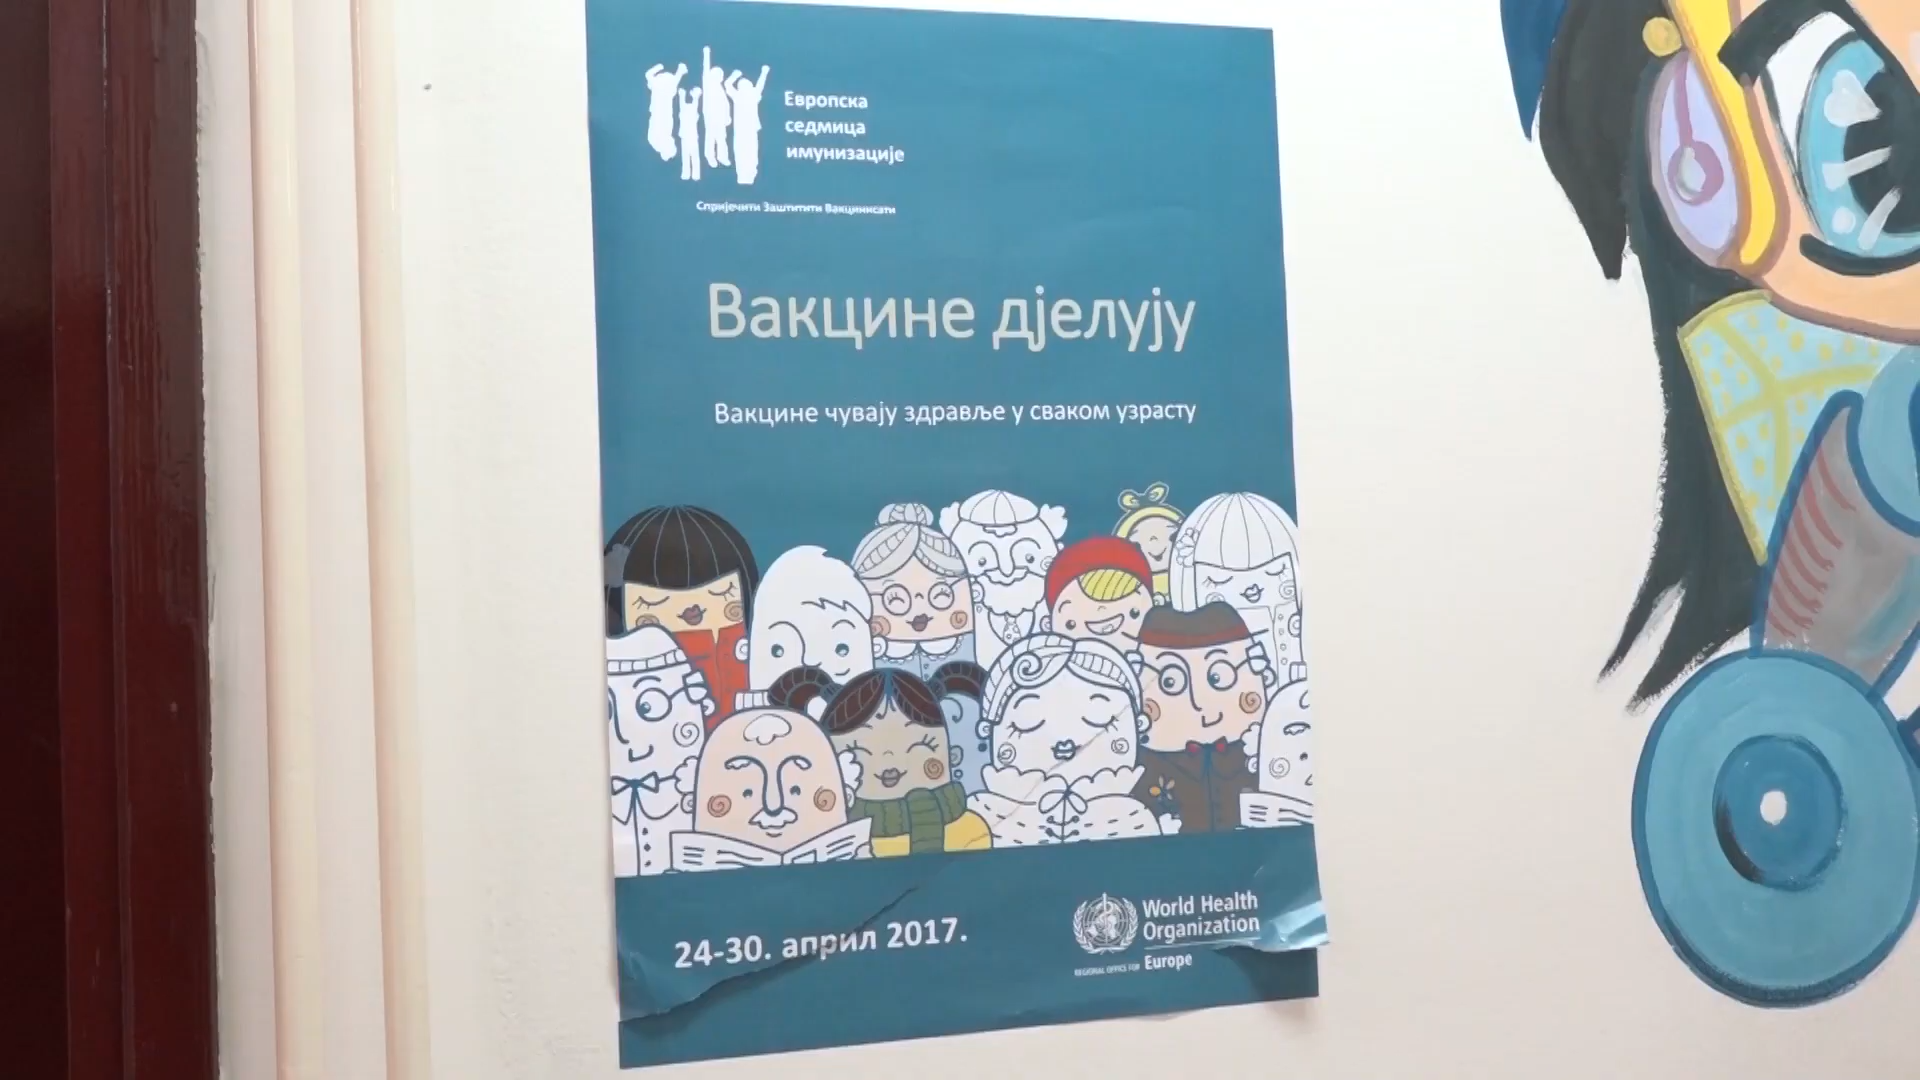 Европска
седмица
имунизације
Спријечити Заштитити Вакцинисати
Вакцине дјелују
Вакцине чувају здравље у сваком узрасту
24-30. април 2017.
World Health
Organization
REGIONAL OFFICE FOR Europe